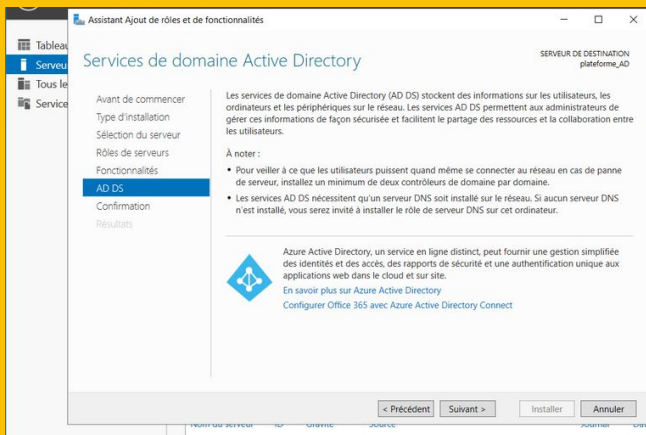 Assistant Ajout de rôles et de fonctionnalités
Tableau
Serveu
Tous le
Service
Services de domaine Active Directory
SERVEUR DE DESTINATION
plateforme_AD
Avant de commencer
Type d'installation
Sélection du serveur
Rôles de serveurs
Fonctionnalités
AD DS
Confirmation
Résultats
Les services de domaine Active Directory (AD DS) stockent des informations sur les utilisateurs, les
ordinateurs et les périphériques sur le réseau. Les services AD DS permettent aux administrateurs de
gérer ces informations de façon sécurisée et facilitent le partage des ressources et la collaboration entre
les utilisateurs.
À noter :
• Pour veiller à ce que les utilisateurs puissent quand même se connecter au réseau en cas de panne
de serveur, installez un minimum de deux contrôleurs de domaine par domaine.
• Les services AD DS nécessitent qu'un serveur DNS soit installé sur le réseau. Si aucun serveur DNS
n'est installé, vous serez invité à installer le rôle de serveur DNS sur cet ordinateur.
Azure Active Directory, un service en ligne distinct, peut fournir une gestion simplifiée
des identités et des accès, des rapports de sécurité et une authentification unique aux
applications web dans le cloud et sur site.
En savoir plus sur Azure Active Directory
Configurer Office 365 avec Azure Active Directory Connect
< Précédent Suivant > Installer Annuler
Nom du serveur ID Gravité Source Journal Dat